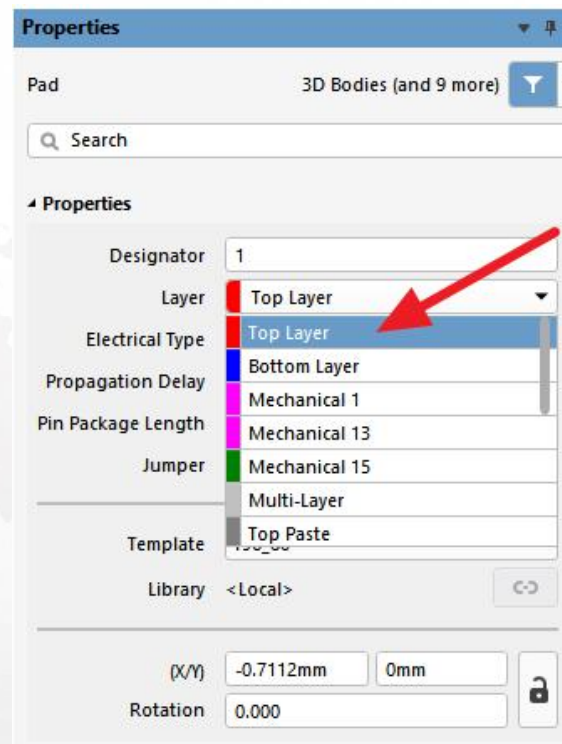 Properties
Pad 3D Bodies (and 9 more)
Search
Properties
Designator 1
Layer Top Layer
Electrical Type Top Layer
Bottom Layer
Propagation Delay
Mechanical 1
Pin Package Length Mechanical 13
Jumper Mechanical 15
Multi-Layer
Top Paste
Template
Library <Local>
(X/Y) -0.7112mm 0mm
Rotation 0.000